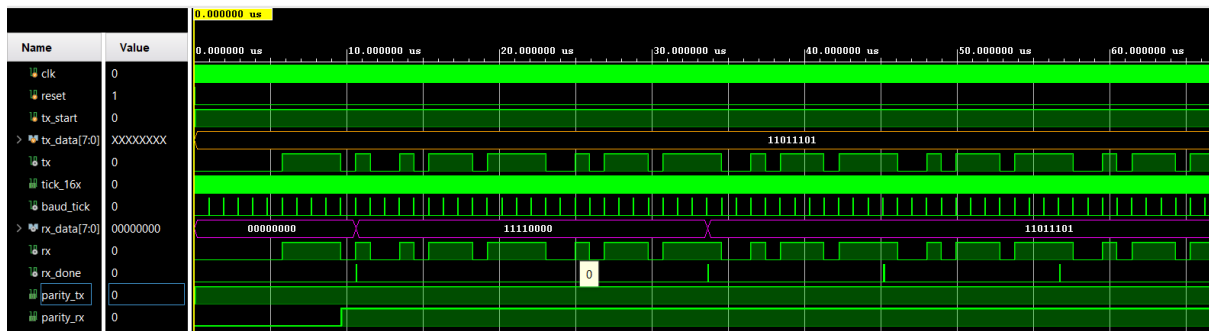 0.000000 us
Name Value
0.000000 us 10.000000 us 20.000000 us 30.000000 us 40.000000 us 50.000000 us 60.000000 us
clk 0
reset 1
tx_start 0
tx_data[7:0] XXXXXXXX 11011101
tx 0
tick_16x 0
baud_tick 0
rx_data[7:0] 00000000 00000000 11110000 11011101
rx 0
rx_done 0 0
parity_tx 0
parity_rx 0